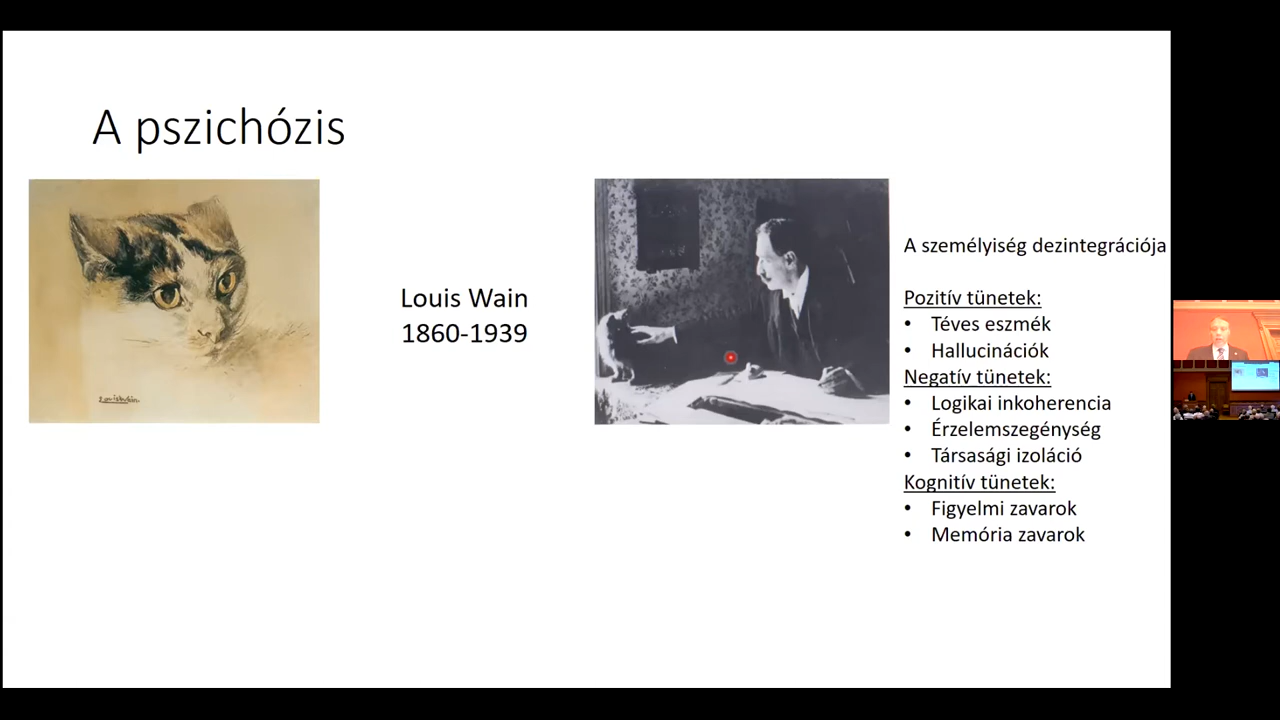 A pszichózis
Louis Wain
1860-1939
A személyiség dezintegrációja
Pozitív tünetek:
• Téves eszmék
• Hallucinációk
Negatív tünetek:
• Logikai inkoherencia
• Érzelemszegénység
• Társasági izoláció
Kognitív tünetek:
• Figyelmi zavarok
• Memória zavarok